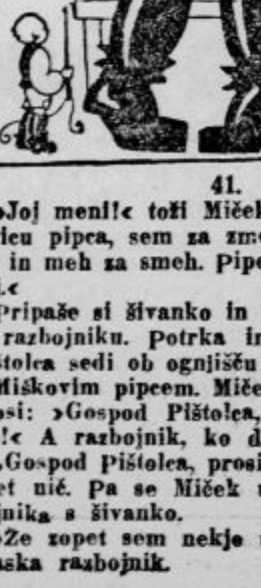 41.
»Joj meni!« toži Miček
icu pipca, sem za zme
in meh za smeh. Pipe
.«
Pripaše si šivanko in
razbojniku. Potrka in
štolca sedi ob ognjišču
Miškovim pipcem. Miče
osi: »Gospod Pištolca,
!« A razbojnik, ko d
»Gospod Pištolca, prosi
et nič. Pa se Miček
jnika s šivanko.
»Že zopet sem nekje
aska razbojnik.